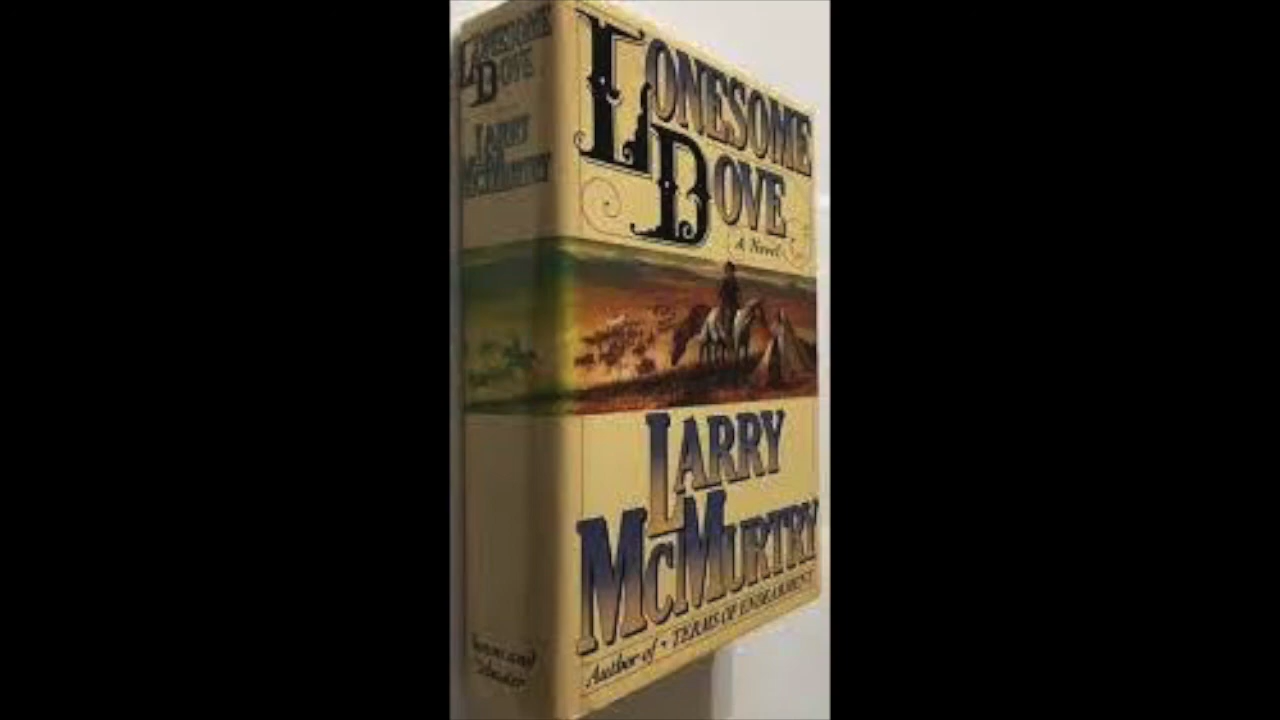 LONESOME
DOVE
LARRY
McMURTRY
Simon and
Schuster
LONESOME
DOVE
A Novel
LARRY
McMURTRY
Author of • TERMS OF ENDEARMENT